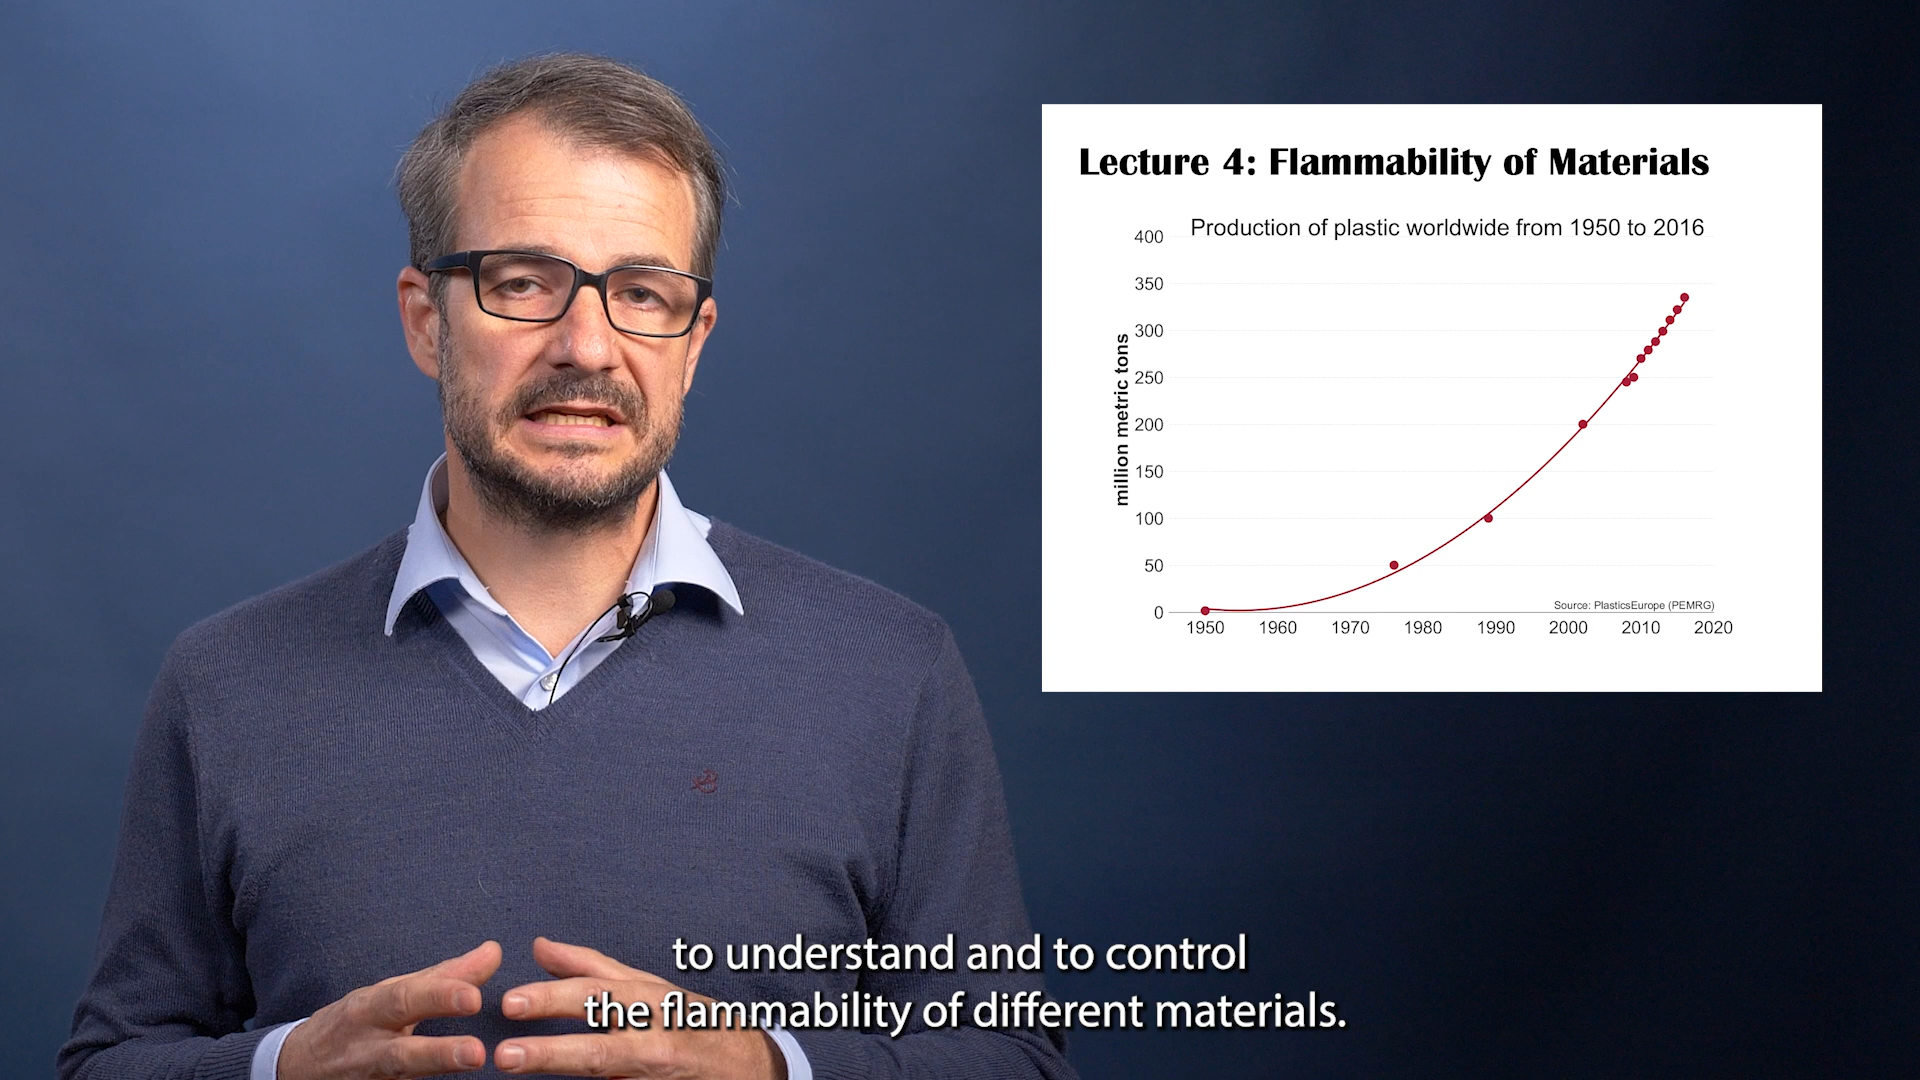 Lecture 4: Flammability of Materials
Production of plastic worldwide from 1950 to 2016
million metric tons
400
350
300
250
200
150
100
50
0
Source: PlasticsEurope (PEMRG)
1950 1960 1970 1980 1990 2000 2010 2020
to understand and to control
the flammability of different materials.